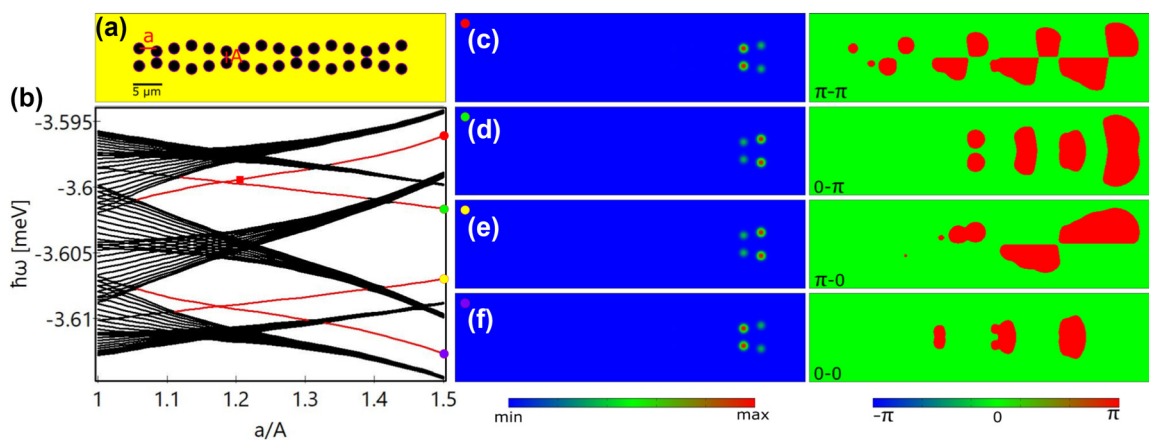 (a)
a
A
5 μm
(b)
ħω [meV]
-3.595
-3.6
-3.605
-3.61
1
1.1
1.2
1.3
1.4
1.5
a/A
(c)
π-π
(d)
0-π
(e)
π-0
(f)
0-0
min
max
-π
0
π